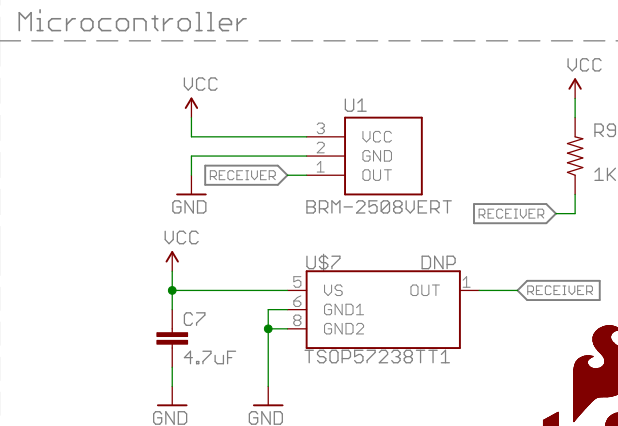 Microcontroller
VCC
VCC
U1
3
VCC
2
GND
1
OUT
RECEIVER
GND
BRM-2508VERT
R9
1K
RECEIVER
VCC
U$7
DNP
5
VS
OUT
1
RECEIVER
6
GND1
8
GND2
C7
4.7uF
TSOP57238TT1
GND
GND